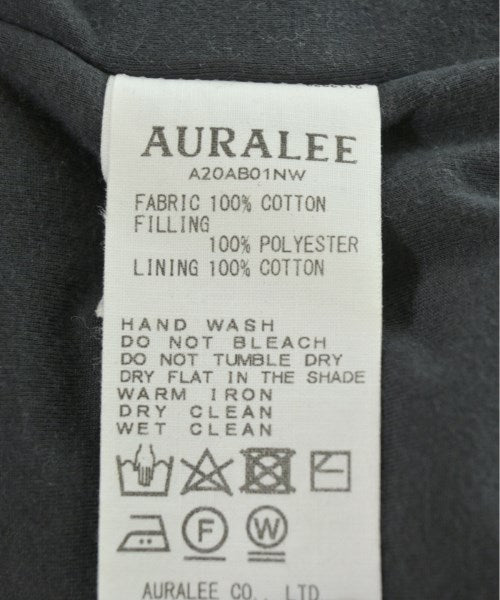 AURALEE
A20AB01NW
FABRIC 100% COTTON
FILLING
100% POLYESTER
LINING 100% COTTON
HAND WASH
DO NOT BLEACH
DO NOT TUMBLE DRY
DRY FLAT IN THE SHADE
WARM IRON
DRY CLEAN
WET CLEAN
F W
AURALEE CO., LTD